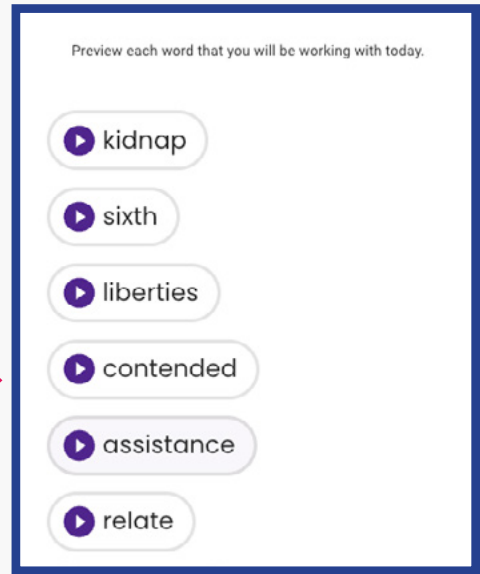 Preview each word that you will be working with today.
kidnap
sixth
liberties
contended
assistance
relate